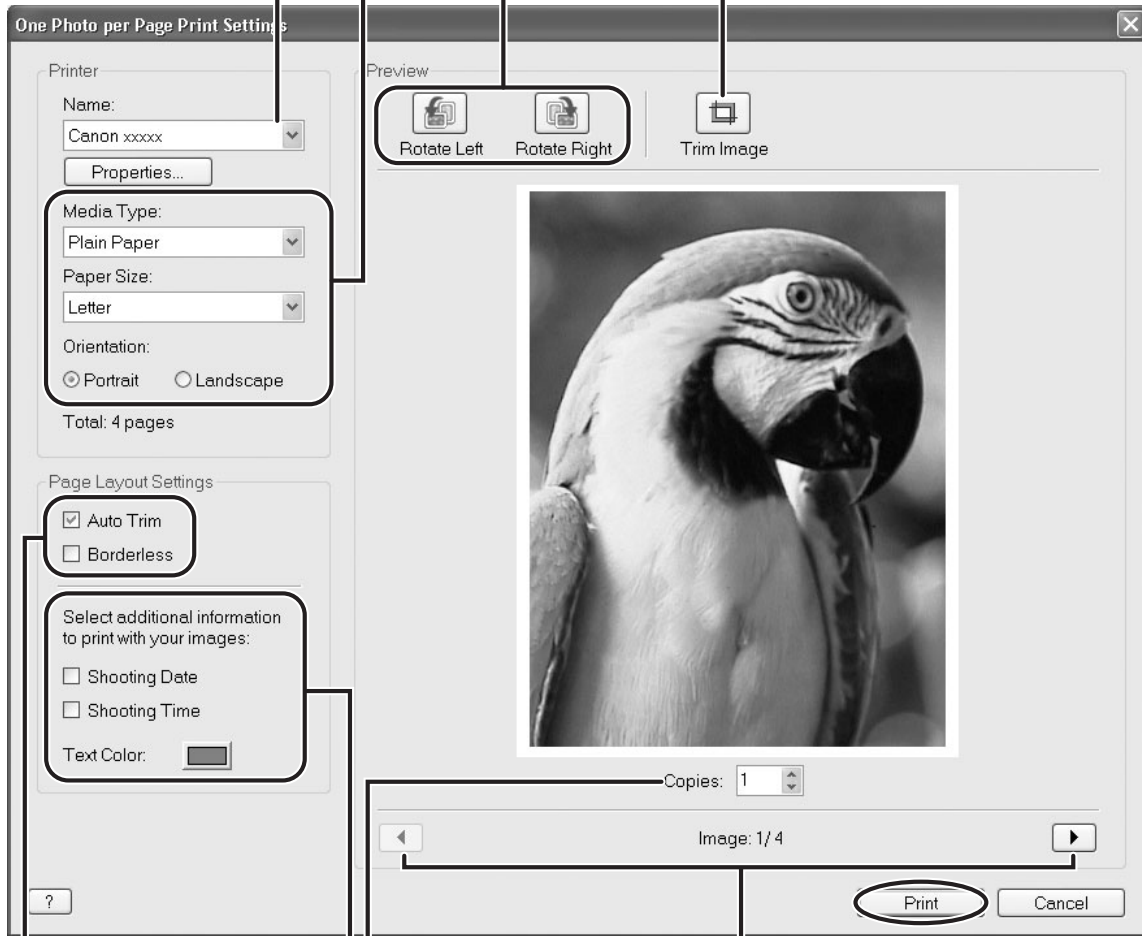 One Photo per Page Print Settings
Printer
Name:
Canon xxxxx
Properties...
Media Type:
Plain Paper
Paper Size:
Letter
Orientation:
Portrait Landscape
Total: 4 pages
Page Layout Settings
Auto Trim
Borderless
Select additional information
to print with your images:
Shooting Date
Shooting Time
Text Color:
Preview
Rotate Left Rotate Right Trim Image
Copies: 1
Image: 1/ 4
?
Print Cancel